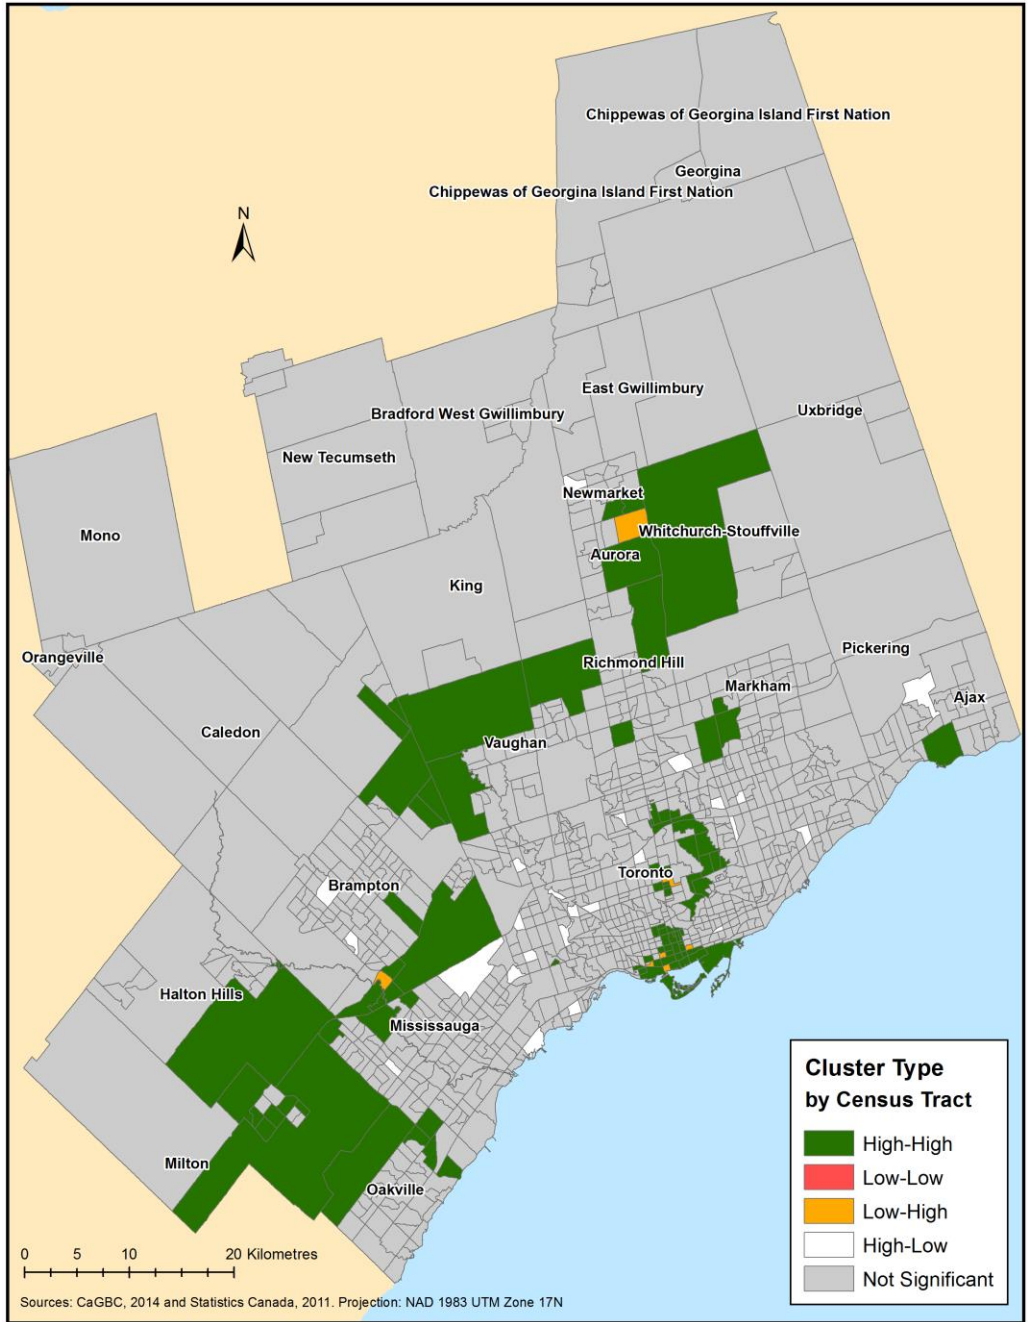 Chippewas of Georgina Island First Nation
Georgina
Chippewas of Georgina Island First Nation
N
East Gwillimbury
Bradford West Gwillimbury
Uxbridge
New Tecumseth
Newmarket
Mono
Whitchurch-Stouffville
Aurora
King
Orangeville
Richmond Hill
Pickering
Markham
Ajax
Caledon
Vaughan
Toronto
Brampton
Halton Hills
Mississauga
Milton
Oakville
Cluster Type
by Census Tract
High-High
Low-Low
Low-High
High-Low
Not Significant
0 5 10 20 Kilometres
Sources: CaGBC, 2014 and Statistics Canada, 2011. Projection: NAD 1983 UTM Zone 17N